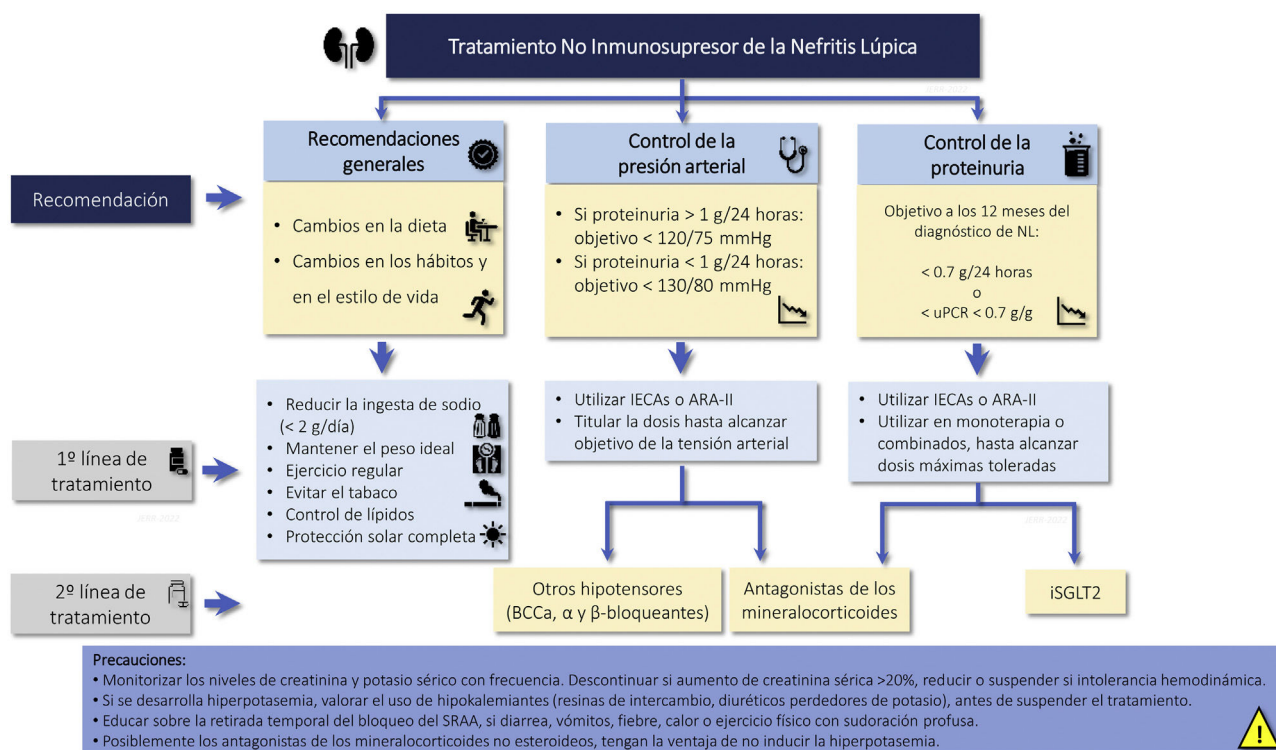 Tratamiento No Inmunosupresor de la Nefritis Lúpica
JERR-2022
Recomendación
Recomendaciones
generales
• Cambios en la dieta
• Cambios en los hábitos y
en el estilo de vida
Control de la
presión arterial
• Si proteinuria > 1 g/24 horas:
objetivo < 120/75 mmHg
• Si proteinuria < 1 g/24 horas:
objetivo < 130/80 mmHg
Control de la
proteinuria
Objetivo a los 12 meses del
diagnóstico de NL:
< 0.7 g/24 horas
o
< uPCR < 0.7 g/g
1º línea de
tratamiento
• Reducir la ingesta de sodio
(< 2 g/día)
• Mantener el peso ideal
• Ejercicio regular
• Evitar el tabaco
• Control de lípidos
• Protección solar completa
• Utilizar IECAs o ARA-II
• Titular la dosis hasta alcanzar
objetivo de la tensión arterial
• Utilizar IECAs o ARA-II
• Utilizar en monoterapia o
combinados, hasta alcanzar
dosis máximas toleradas
JERR-2022
JERR-2022
2º línea de
tratamiento
Otros hipotensores
(BCCa, α y β-bloqueantes)
Antagonistas de los
mineralocorticoides
iSGLT2
Precauciones:
• Monitorizar los niveles de creatinina y potasio sérico con frecuencia. Descontinuar si aumento de creatinina sérica >20%, reducir o suspender si intolerancia hemodinámica.
• Si se desarrolla hiperpotasemia, valorar el uso de hipokalemiantes (resinas de intercambio, diuréticos perdedores de potasio), antes de suspender el tratamiento.
• Educar sobre la retirada temporal del bloqueo del SRAA, si diarrea, vómitos, fiebre, calor o ejercicio físico con sudoración profusa.
• Posiblemente los antagonistas de los mineralocorticoides no esteroideos, tengan la ventaja de no inducir la hiperpotasemia.